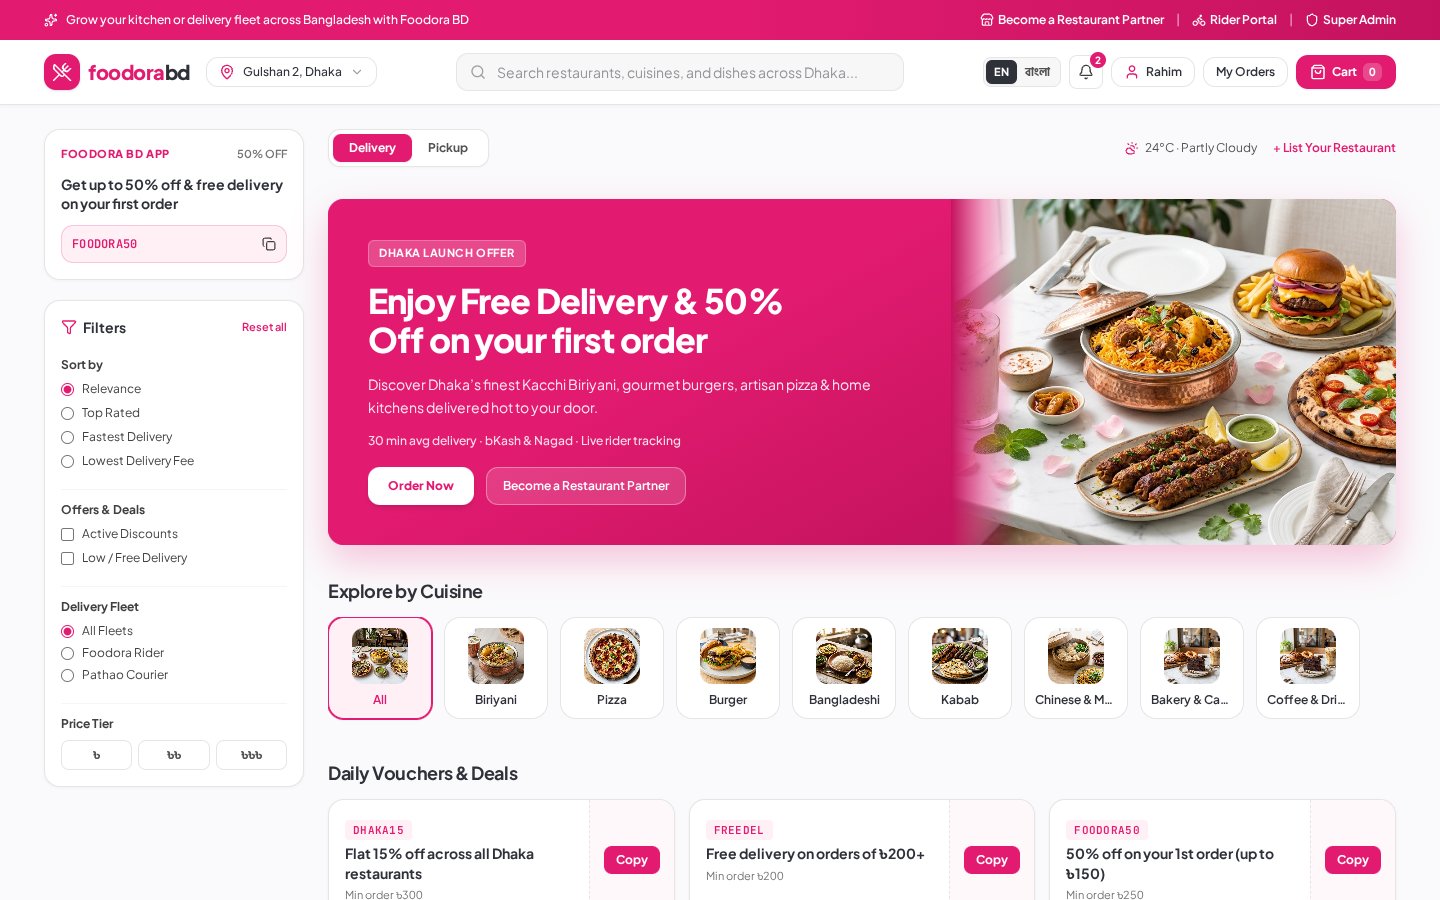 Grow your kitchen or delivery fleet across Bangladesh with Foodora BD
Become a Restaurant Partner | Rider Portal | Super Admin
foodorabd
Gulshan 2, Dhaka
Search restaurants, cuisines, and dishes across Dhaka...
EN বাংলা
2
Rahim
My Orders
Cart 0
FOODORA BD APP
50% OFF
Get up to 50% off & free delivery
on your first order
FOODORA50
Filters
Reset all
Sort by
Relevance
Top Rated
Fastest Delivery
Lowest Delivery Fee
Offers & Deals
Active Discounts
Low / Free Delivery
Delivery Fleet
All Fleets
Foodora Rider
Pathao Courier
Price Tier
৳ ৳৳ ৳৳৳
Delivery Pickup
24°C · Partly Cloudy
+ List Your Restaurant
DHAKA LAUNCH OFFER
Enjoy Free Delivery & 50%
Off on your first order
Discover Dhaka's finest Kacchi Biriyani, gourmet burgers, artisan pizza & home
kitchens delivered hot to your door.
30 min avg delivery · bKash & Nagad · Live rider tracking
Order Now
Become a Restaurant Partner
Explore by Cuisine
All
Biriyani
Pizza
Burger
Bangladeshi
Kabab
Chinese & M...
Bakery & Ca...
Coffee & Dri...
Daily Vouchers & Deals
DHAKA15
Flat 15% off across all Dhaka
restaurants
Min order ৳300
Copy
FREEDEL
Free delivery on orders of ৳200+
Min order ৳200
Copy
FOODORA50
50% off on your 1st order (up to
৳150)
Min order ৳250
Copy